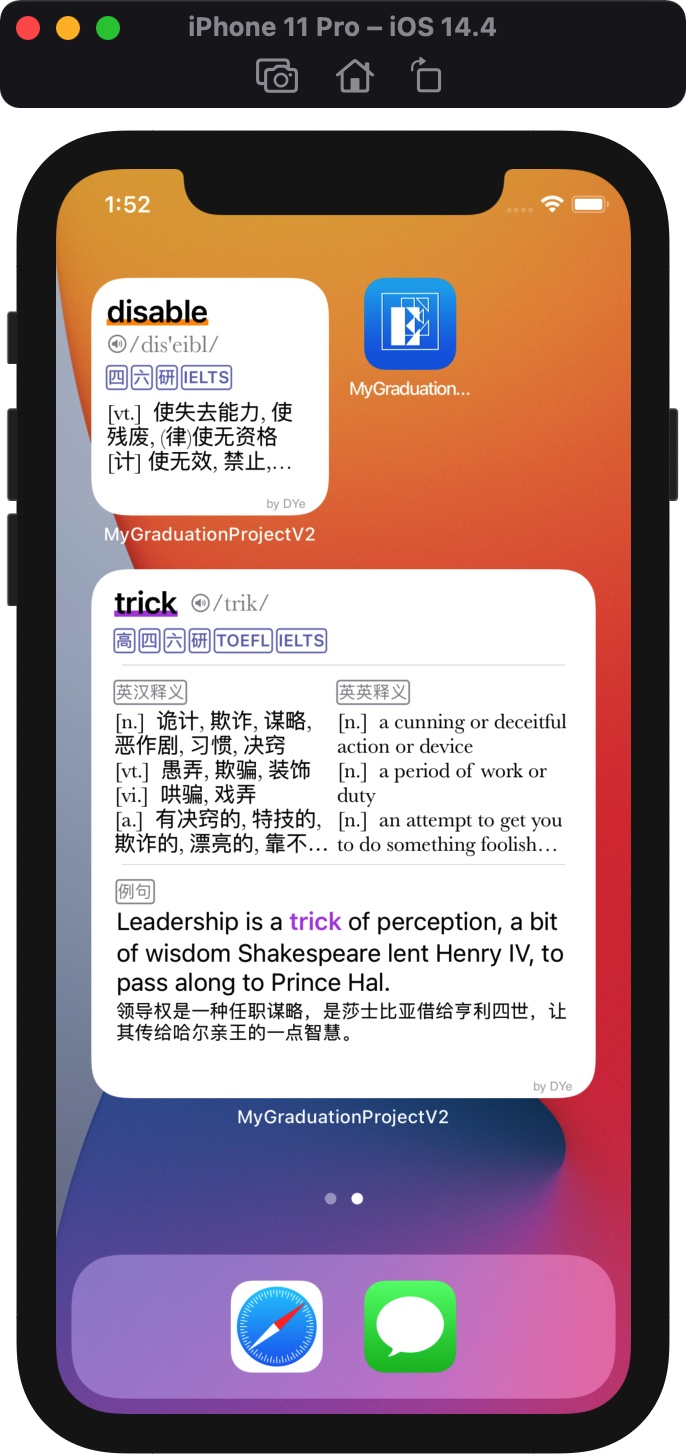 iPhone 11 Pro – iOS 14.4
1:52
disable
/dis'eibl/
四 六 研 IELTS
[vt.] 使失去能力, 使
残废, (律)使无资格
[计] 使无效, 禁止,…
by DYe
MyGraduationProjectV2
MyGraduation...
trick /trik/
高 四 六 研 TOEFL IELTS
英汉释义
[n.] 诡计, 欺诈, 谋略,
恶作剧, 习惯, 决窍
[vt.] 愚弄, 欺骗, 装饰
[vi.] 哄骗, 戏弄
[a.] 有决窍的, 特技的,
欺诈的, 漂亮的, 靠不…
英英释义
[n.] a cunning or deceitful
action or device
[n.] a period of work or
duty
[n.] an attempt to get you
to do something foolish…
例句
Leadership is a trick of perception, a bit
of wisdom Shakespeare lent Henry IV, to
pass along to Prince Hal.
领导权是一种任职谋略，是莎士比亚借给亨利四世，让
其传给哈尔亲王的一点智慧。
by DYe
MyGraduationProjectV2